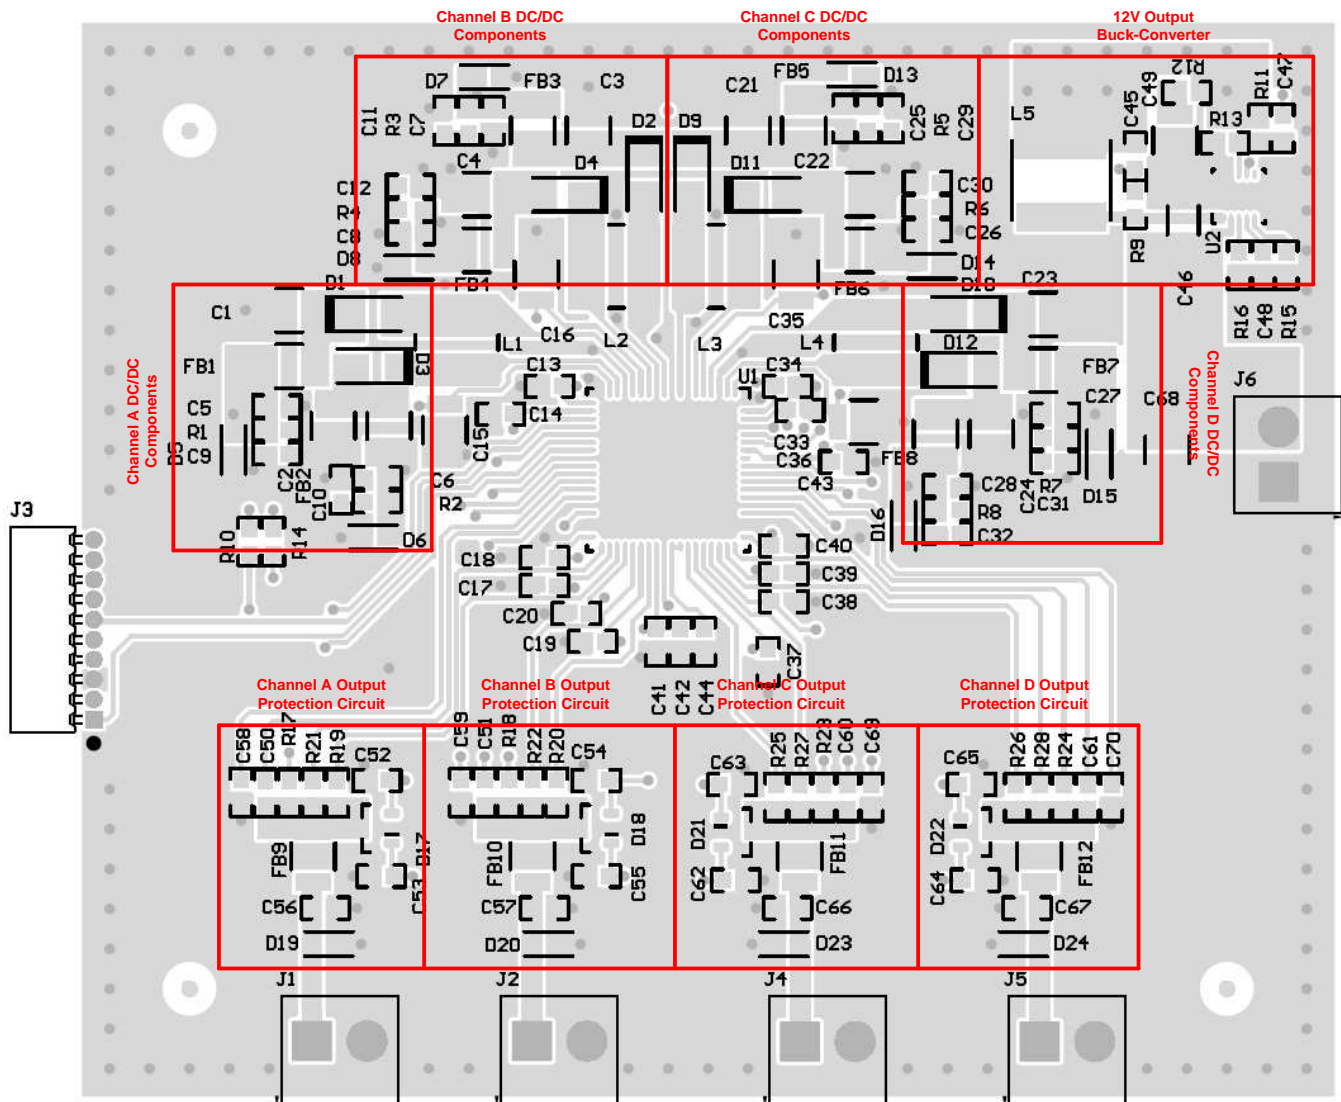 Channel B DC/DC
Components
Channel C DC/DC
Components
12V Output
Buck-Converter
D7
FB3
C3
C21
FB5
D13
R12
C49
R11
C47
C11
R3
C7
D2
D9
C25
R5
C29
L5
C45
R13
C4
D4
D11
C22
C12
R4
C8
D8
C30
R6
C26
D14
R9
U2
FB4
FB6
C46
R16
C48
R15
C1
D1
D10
C23
C16
L2
L3
C35
L1
L4
FB1
D3
C13
U1
C34
D12
FB7
Channel A DC/DC
Components
Channel D DC/DC
Components
J6
C5
R1
C9
D5
C14
C15
C33
C36
C43
FB8
C27
C68
C2
FB2
C10
C6
R2
C28
R8
C32
C24
R7
C31
D15
D16
J3
R10
R14
D6
C18
C17
C20
C19
C40
C39
C38
C37
C41
C42
C44
Channel A Output
Protection Circuit
Channel B Output
Protection Circuit
Channel C Output
Protection Circuit
Channel D Output
Protection Circuit
C58
C50
R17
R21
R19
C52
C59
C51
R18
R22
R20
C54
C63
R25
R27
R23
C60
C69
C65
R26
R28
R24
C61
C70
FB9
D17
C53
FB10
D18
C55
D21
C62
FB11
D22
C64
FB12
C56
C57
C66
C67
D19
D20
D23
D24
J1
J2
J4
J5